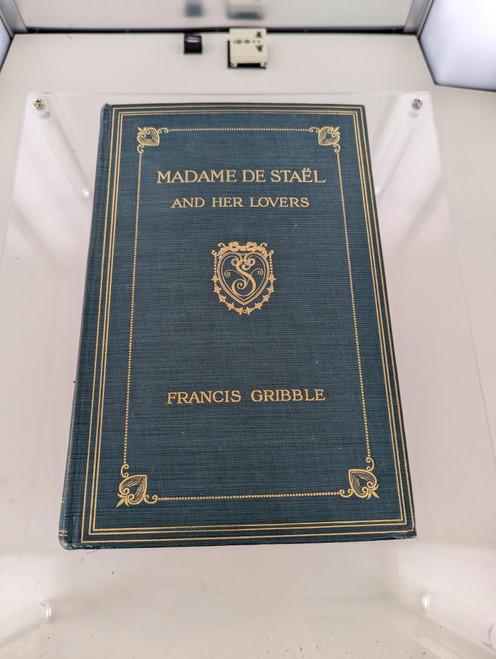 MADAME DE STAËL
AND HER LOVERS
S
FRANCIS GRIBBLE